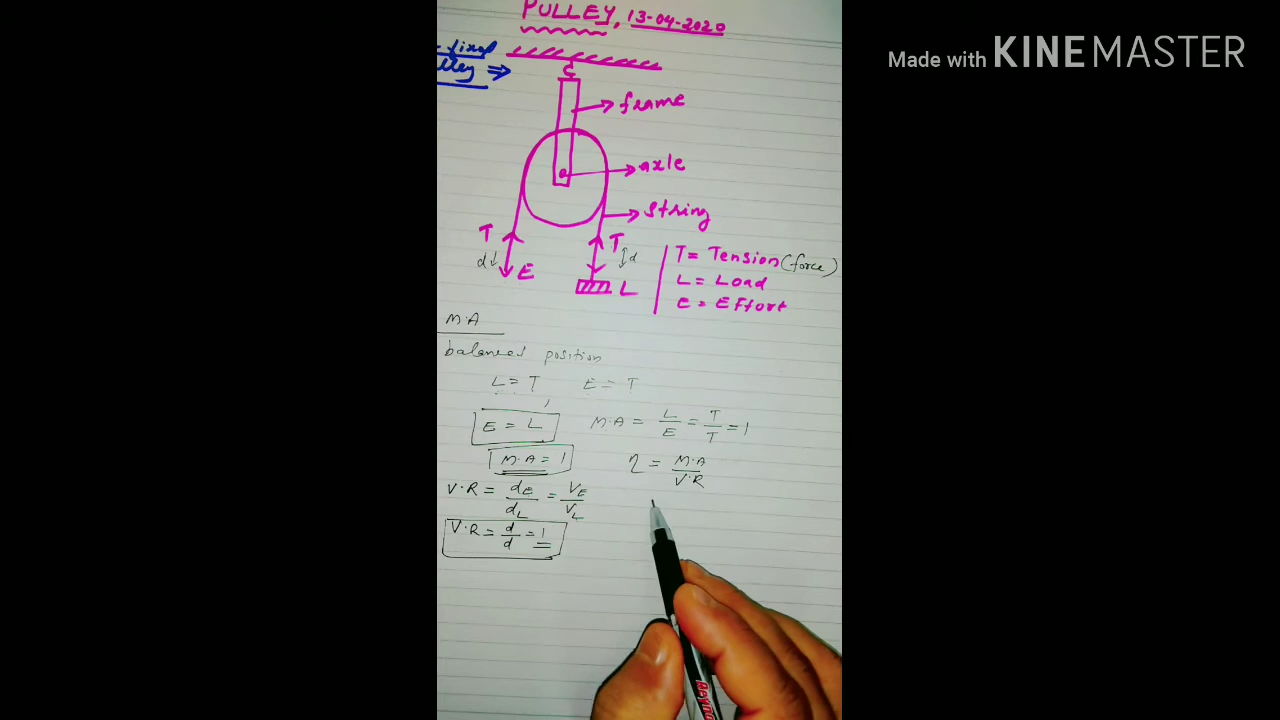 PULLEY, 13-04-2020
Made with KINEMASTER
fixed
lley ⇒
frame
axle
string
T
T
d
d
E
L
T = Tension (force)
L = Load
E = Effort
M.A
balanced position
L = T , E = T
E = L
M.A = L/E = T/T = 1
M.A = 1
η = M.A/V.R
V.R = dE/dL = VE/VL
V.R = d/d = 1